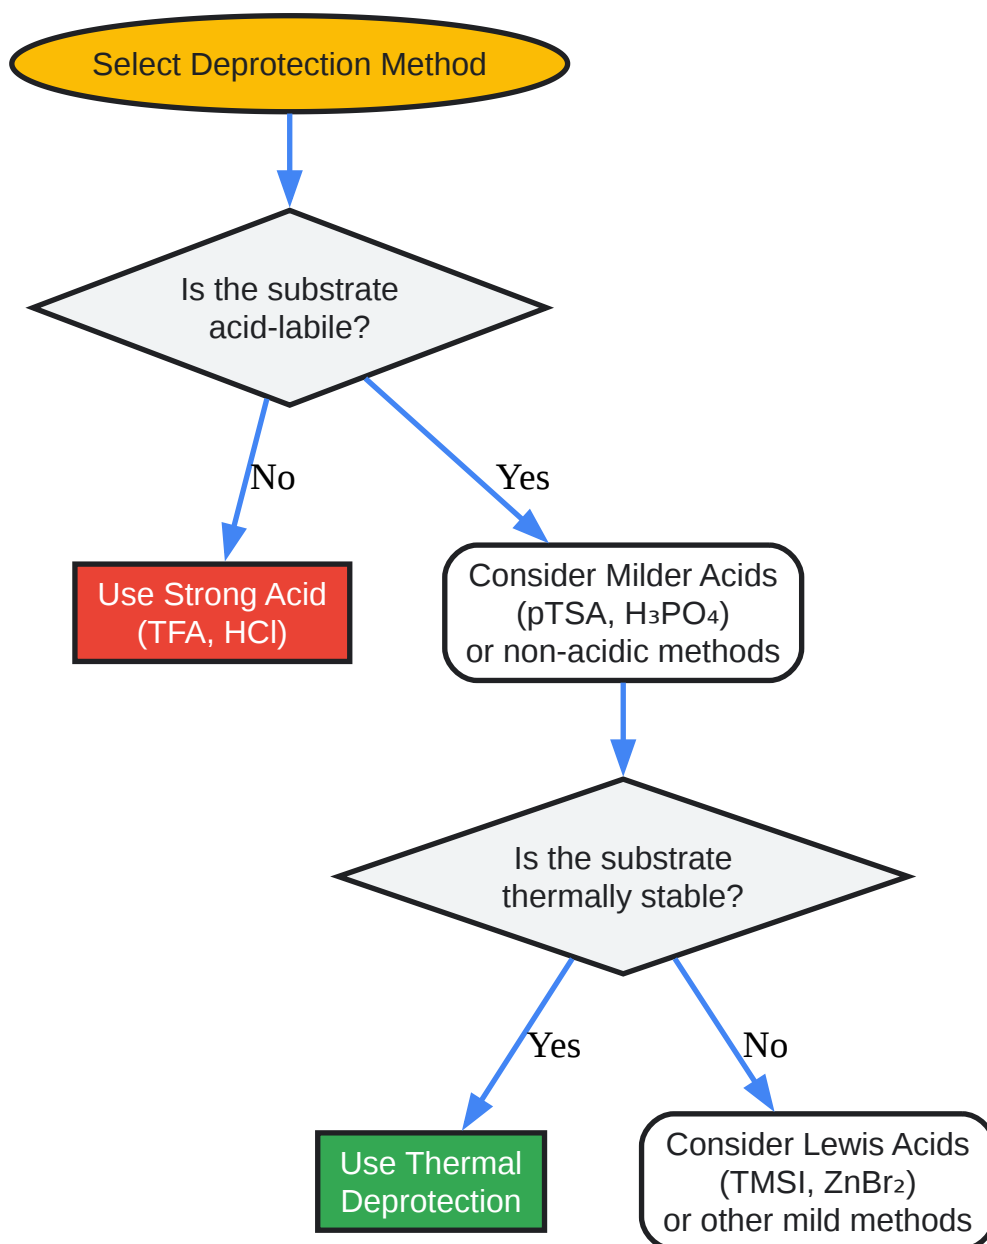 Select Deprotection Method
Is the substrate
acid-labile?
No
Yes
Use Strong Acid
(TFA, HCl)
Consider Milder Acids
(pTSA, H₃PO₄)
or non-acidic methods
Is the substrate
thermally stable?
Yes
No
Use Thermal
Deprotection
Consider Lewis Acids
(TMSI, ZnBr₂)
or other mild methods